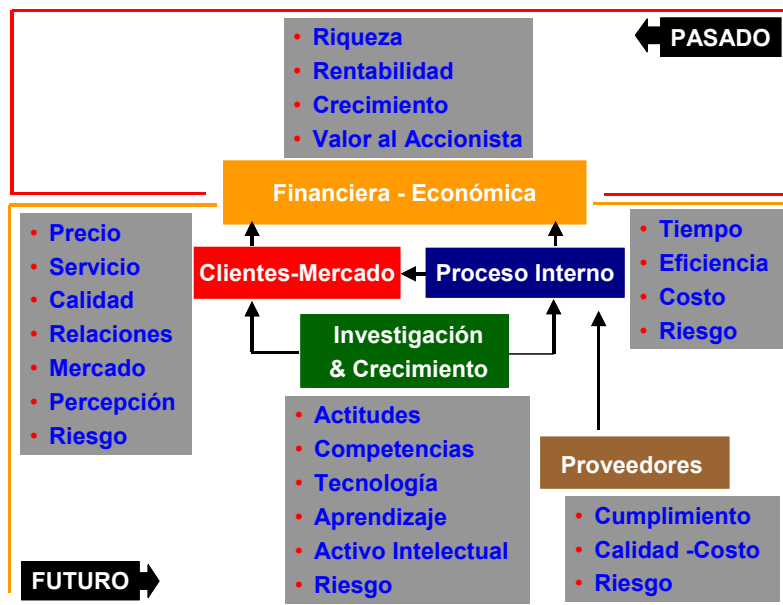 PASADO
• Riqueza
• Rentabilidad
• Crecimiento
• Valor al Accionista
Financiera - Económica
• Precio
• Servicio
• Calidad
• Relaciones
• Mercado
• Percepción
• Riesgo
Clientes-Mercado
Proceso Interno
• Tiempo
• Eficiencia
• Costo
• Riesgo
Investigación
& Crecimiento
• Actitudes
• Competencias
• Tecnología
• Aprendizaje
• Activo Intelectual
• Riesgo
Proveedores
• Cumplimiento
• Calidad -Costo
• Riesgo
FUTURO